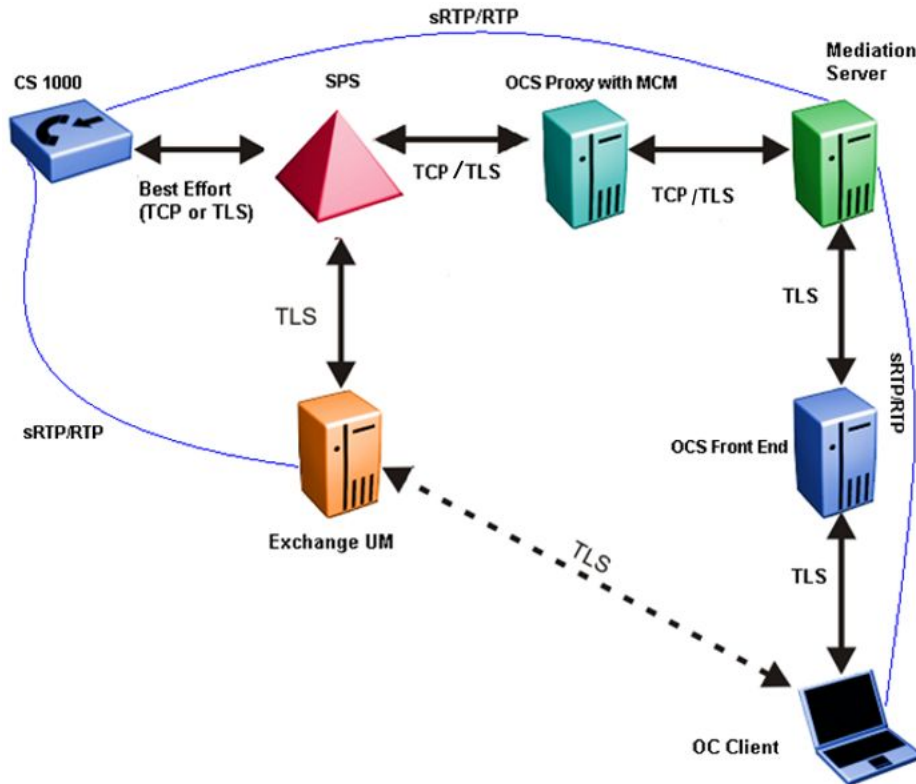 sRTP/RTP
Mediation
Server
CS 1000
SPS
OCS Proxy with MCM
Best Effort
(TCP or TLS)
TCP/TLS
TCP/TLS
TLS
TLS
sRTP/RTP
sRTP/RTP
OCS Front End
Exchange UM
TLS
TLS
OC Client